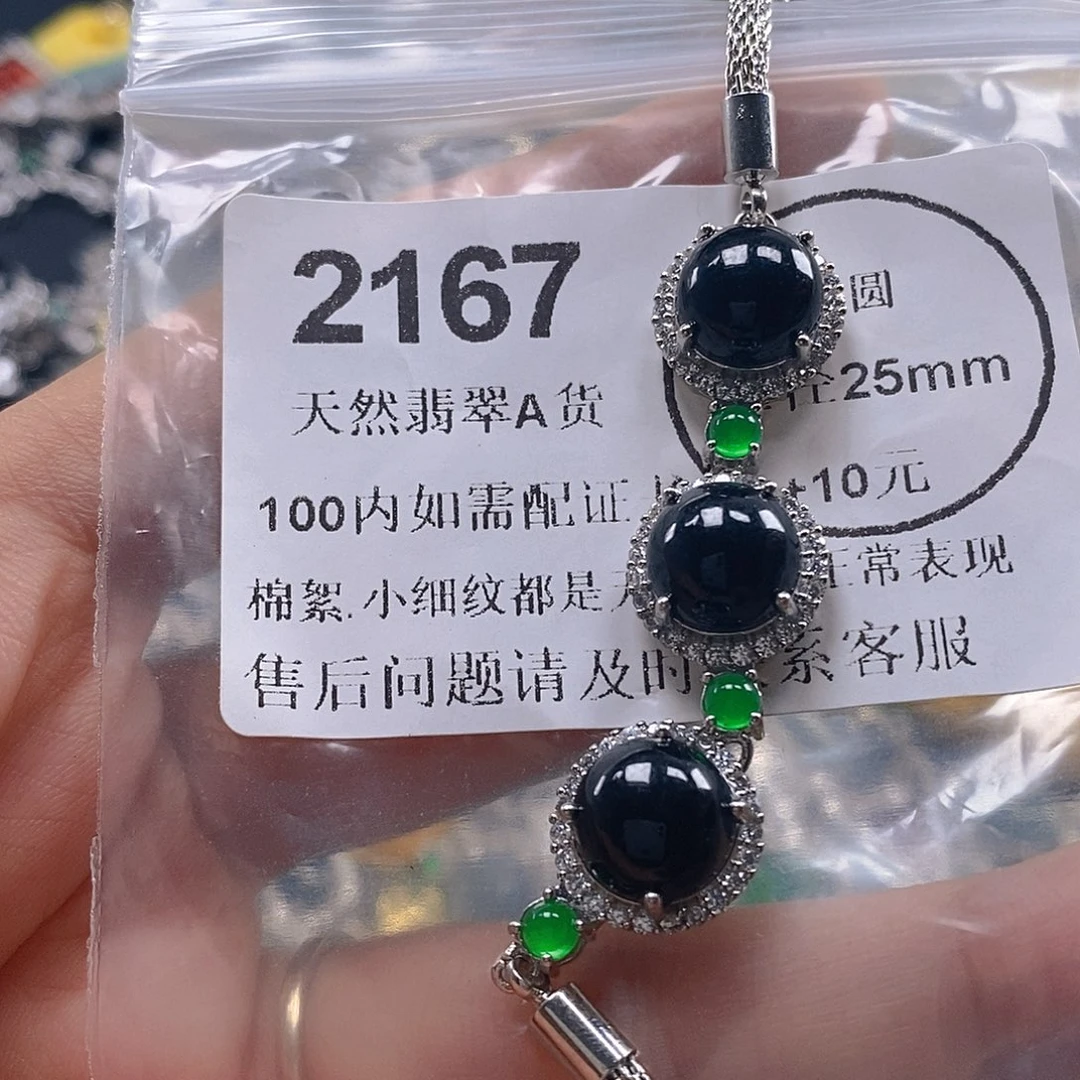 2167
天然翡翠A货
圆
25mm
100内如需配证
+10元
棉絮.小细纹都是
正常表现
售后问题请及时
系客服